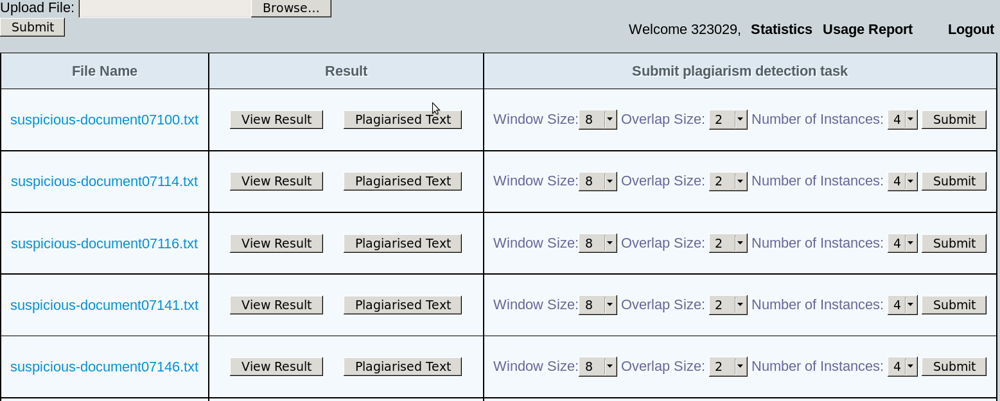 Upload File: Browse...
Submit
Welcome 323029, Statistics Usage Report Logout
File Name Result Submit plagiarism detection task
suspicious-document07100.txt View Result Plagiarised Text Window Size: 8 Overlap Size: 2 Number of Instances: 4 Submit
suspicious-document07114.txt View Result Plagiarised Text Window Size: 8 Overlap Size: 2 Number of Instances: 4 Submit
suspicious-document07116.txt View Result Plagiarised Text Window Size: 8 Overlap Size: 2 Number of Instances: 4 Submit
suspicious-document07141.txt View Result Plagiarised Text Window Size: 8 Overlap Size: 2 Number of Instances: 4 Submit
suspicious-document07146.txt View Result Plagiarised Text Window Size: 8 Overlap Size: 2 Number of Instances: 4 Submit